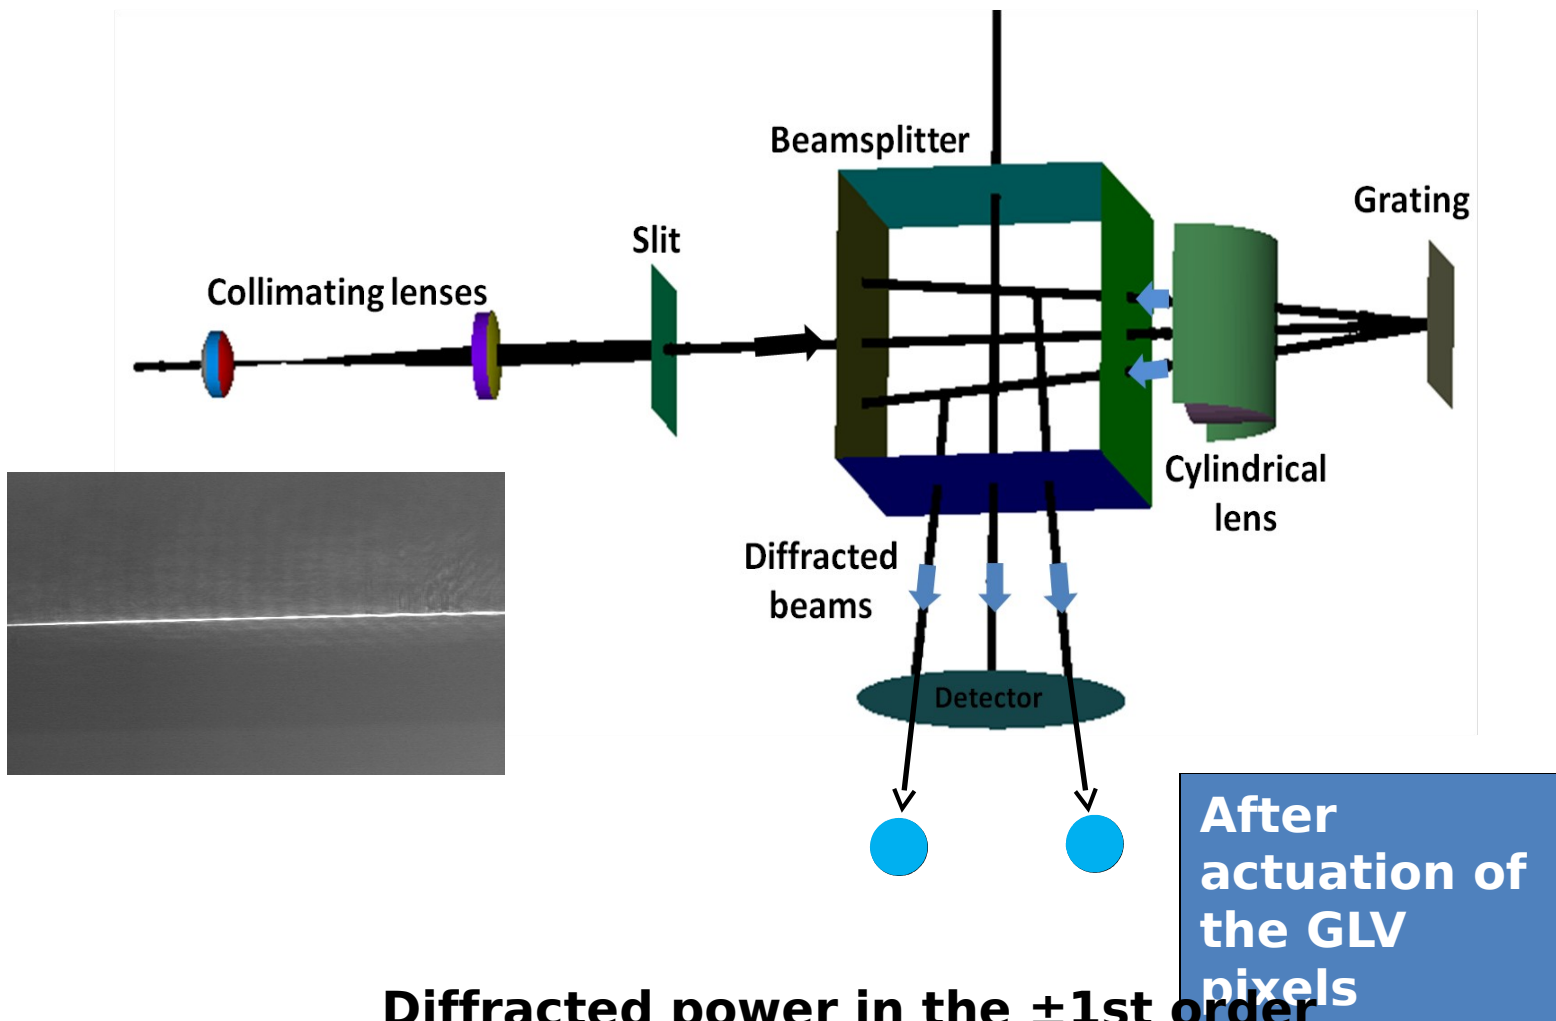 Beamsplitter
Grating
Slit
Collimating lenses
Cylindrical
lens
Diffracted
beams
Detector
After
actuation of
the GLV
pixels
Diffracted power in the ±1st order